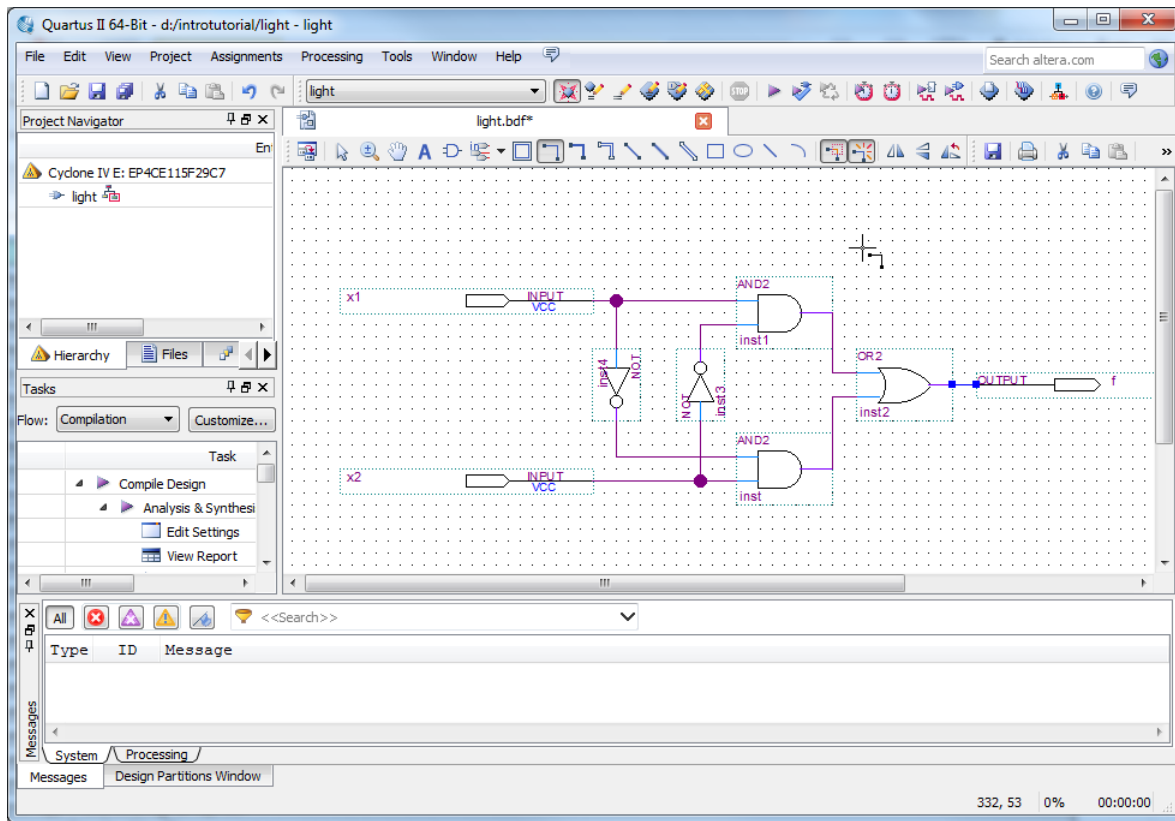 Quartus II 64-Bit - d:/introtutorial/light - light
File Edit View Project Assignments Processing Tools Window Help
Search altera.com
light
Project Navigator
light.bdf*
Cyclone IV E: EP4CE115F29C7
light
Hierarchy Files
Tasks
Flow: Compilation Customize...
Task
Compile Design
Analysis & Synthesi
Edit Settings
View Report
x1 INPUT
VCC
AND2
inst1
inst4 NOT
NOT inst3
OR2
inst2
OUTPUT f
AND2
inst
x2 INPUT
VCC
All <<Search>>
Type ID Message
Messages
System Processing
Messages Design Partitions Window
332, 53 0% 00:00:00